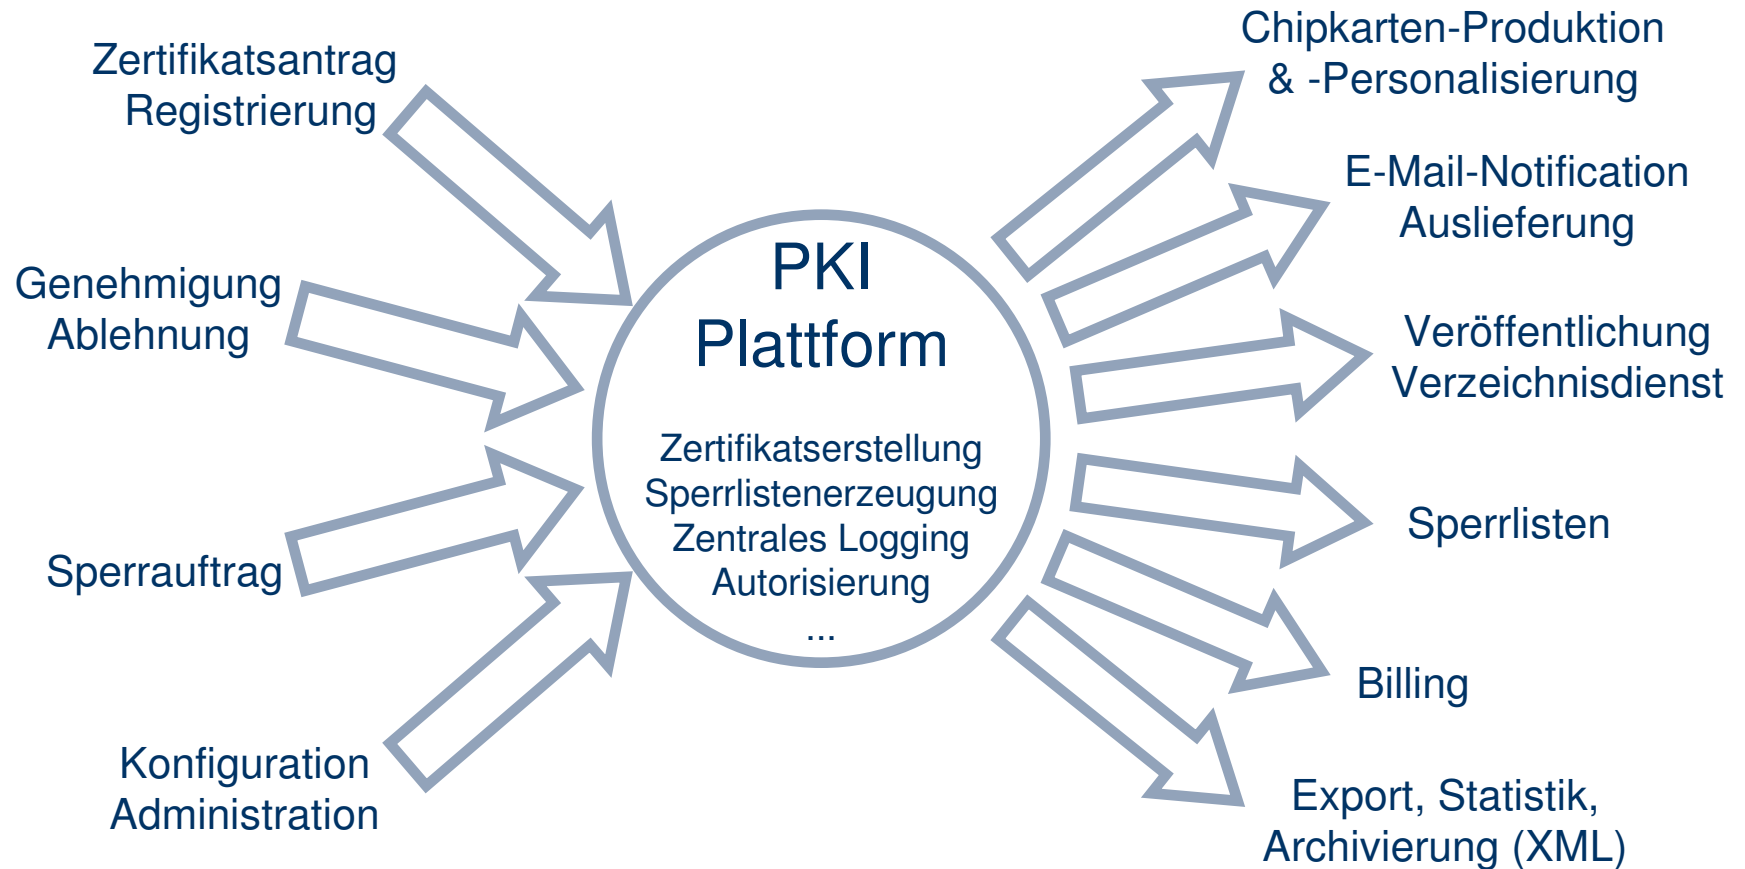 Zertifikatsantrag
Registrierung
Genehmigung
Ablehnung
Sperrauftrag
Konfiguration
Administration
PKI
Plattform
Zertifikatserstellung
Sperrlistenerzeugung
Zentrales Logging
Autorisierung
...
Chipkarten-Produktion
& -Personalisierung
E-Mail-Notification
Auslieferung
Veröffentlichung
Verzeichnisdienst
Sperrlisten
Billing
Export, Statistik,
Archivierung (XML)